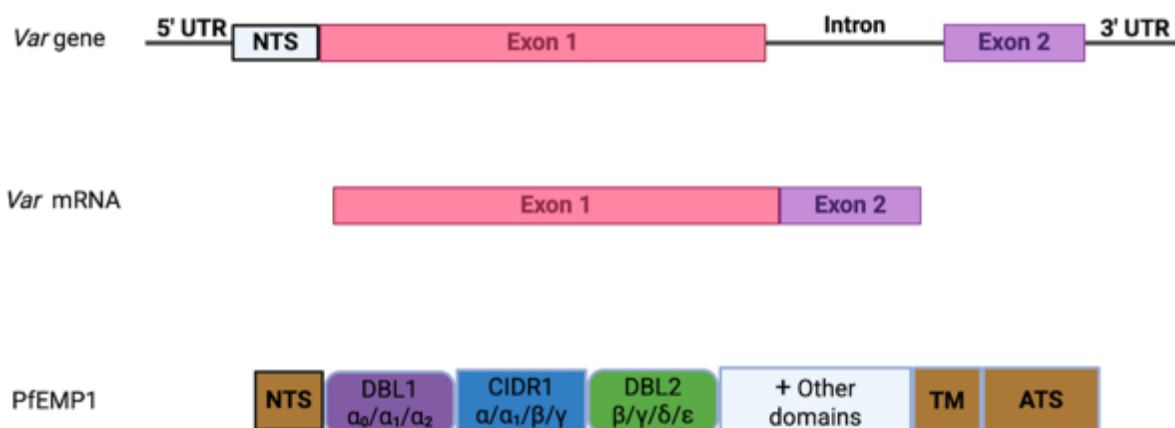 Var gene 5' UTR NTS Exon 1 Intron Exon 2 3' UTR
Var mRNA Exon 1 Exon 2
PfEMP1 NTS DBL1 CIDR1 DBL2 + Other TM ATS
α₀/α₁/α₂ α/α₁/β/γ β/γ/δ/ε domains